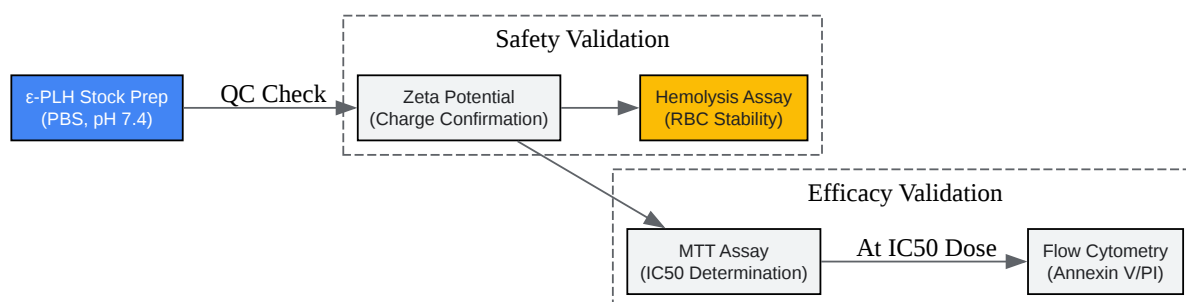 Safety Validation
ε-PLH Stock Prep
(PBS, pH 7.4)
QC Check
Zeta Potential
(Charge Confirmation)
Hemolysis Assay
(RBC Stability)
Efficacy Validation
MTT Assay
(IC50 Determination)
At IC50 Dose
Flow Cytometry
(Annexin V/PI)